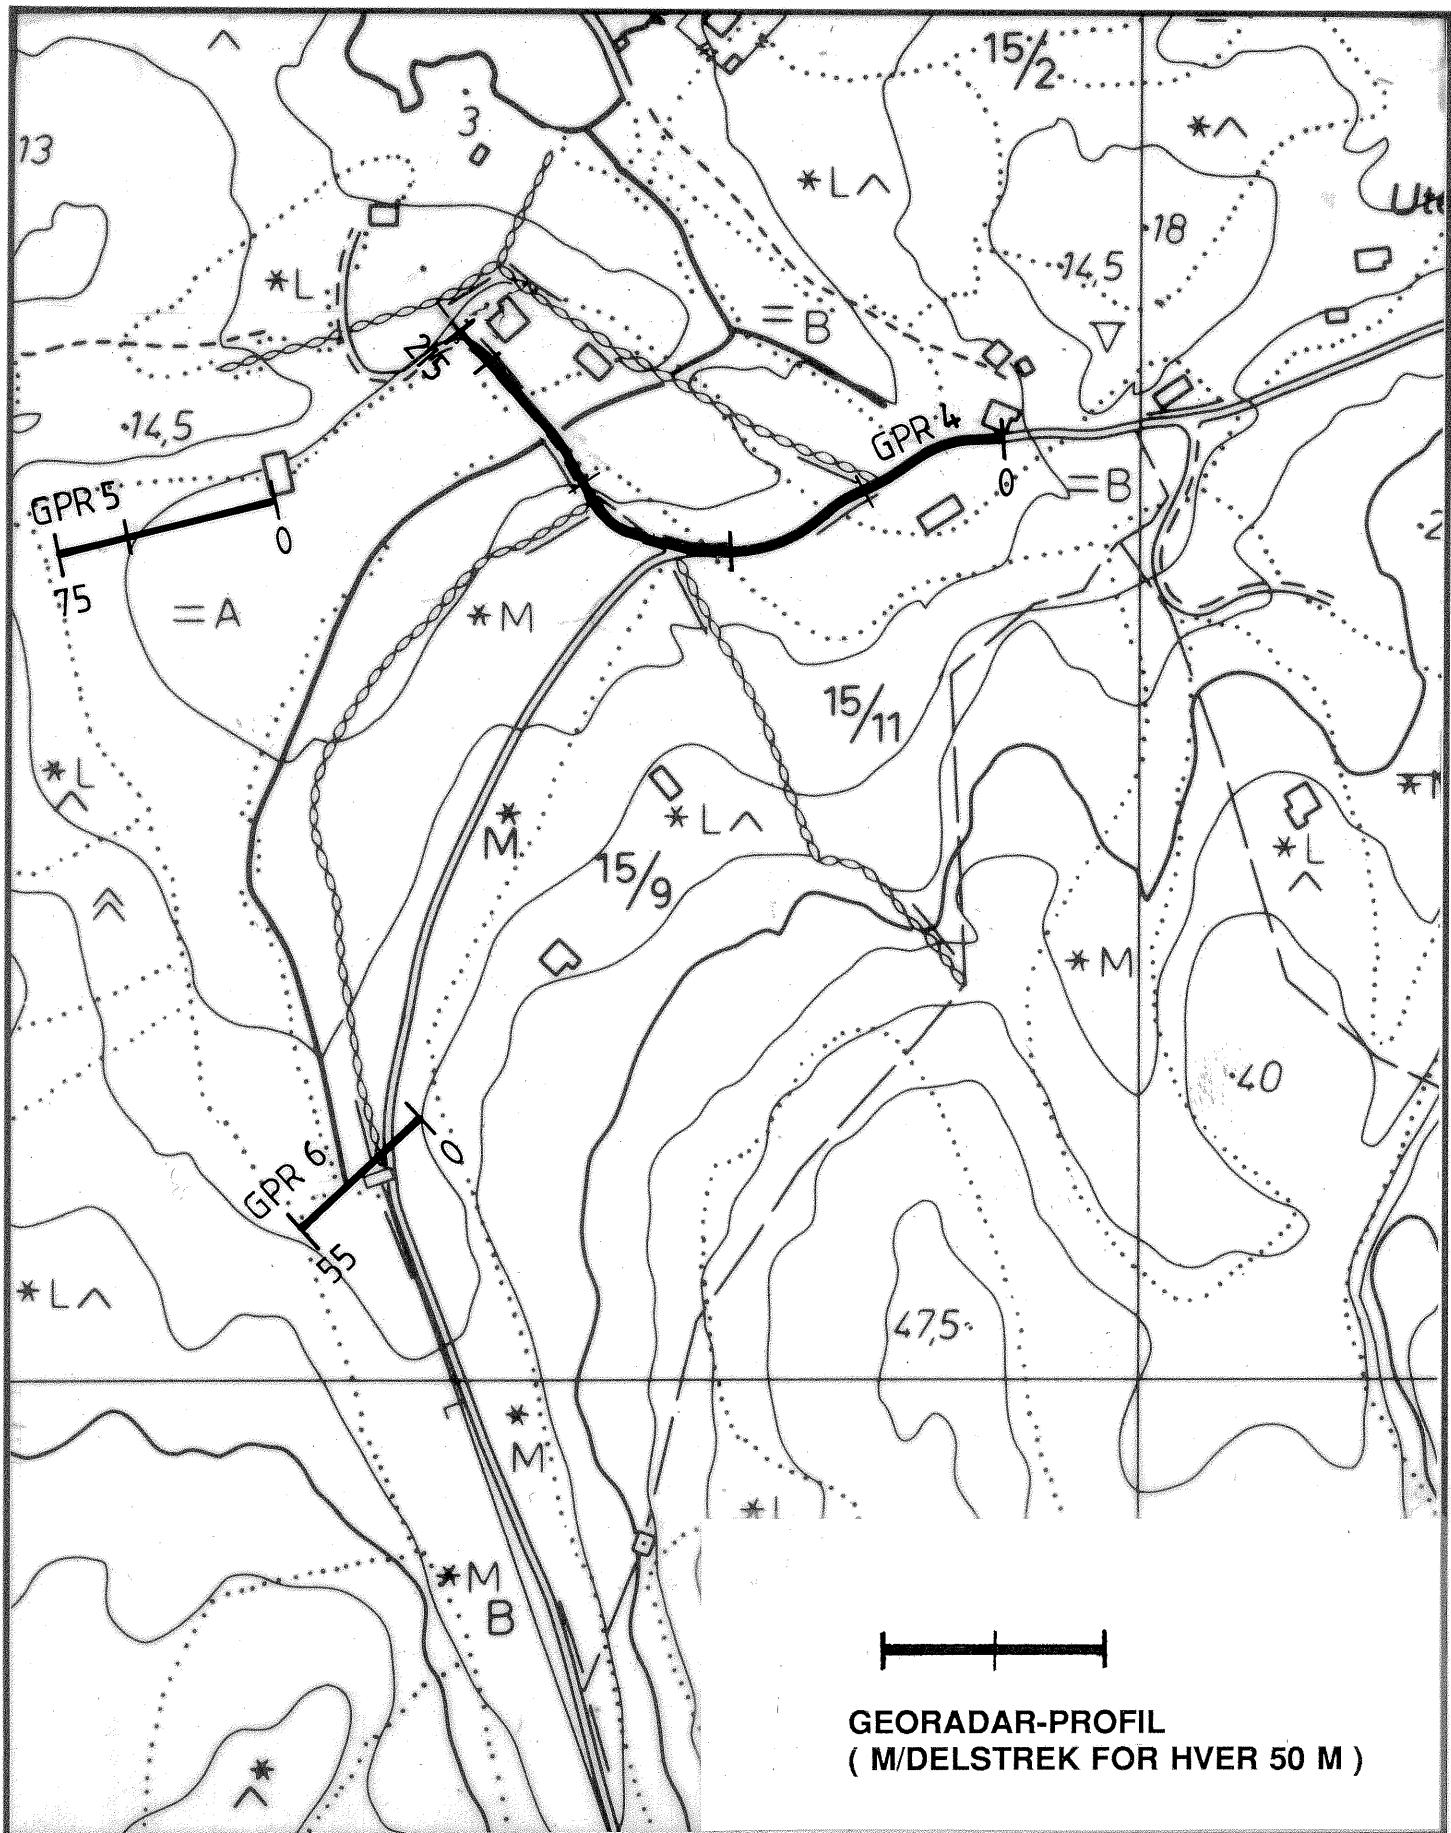 15/2
3
13
*^
*L^
Ut
18
14,5
*L
=B
25
14,5
GPR 4
0
=B
GPR 5
0
75
=A
*M
15/11
*L
^
*M
*L^
15/9
*L
^
*M
40
GPR 6
0
55
*L^
47,5
*M
*M
B
*^
GEORADAR-PROFIL
( M/DELSTREK FOR HVER 50 M )